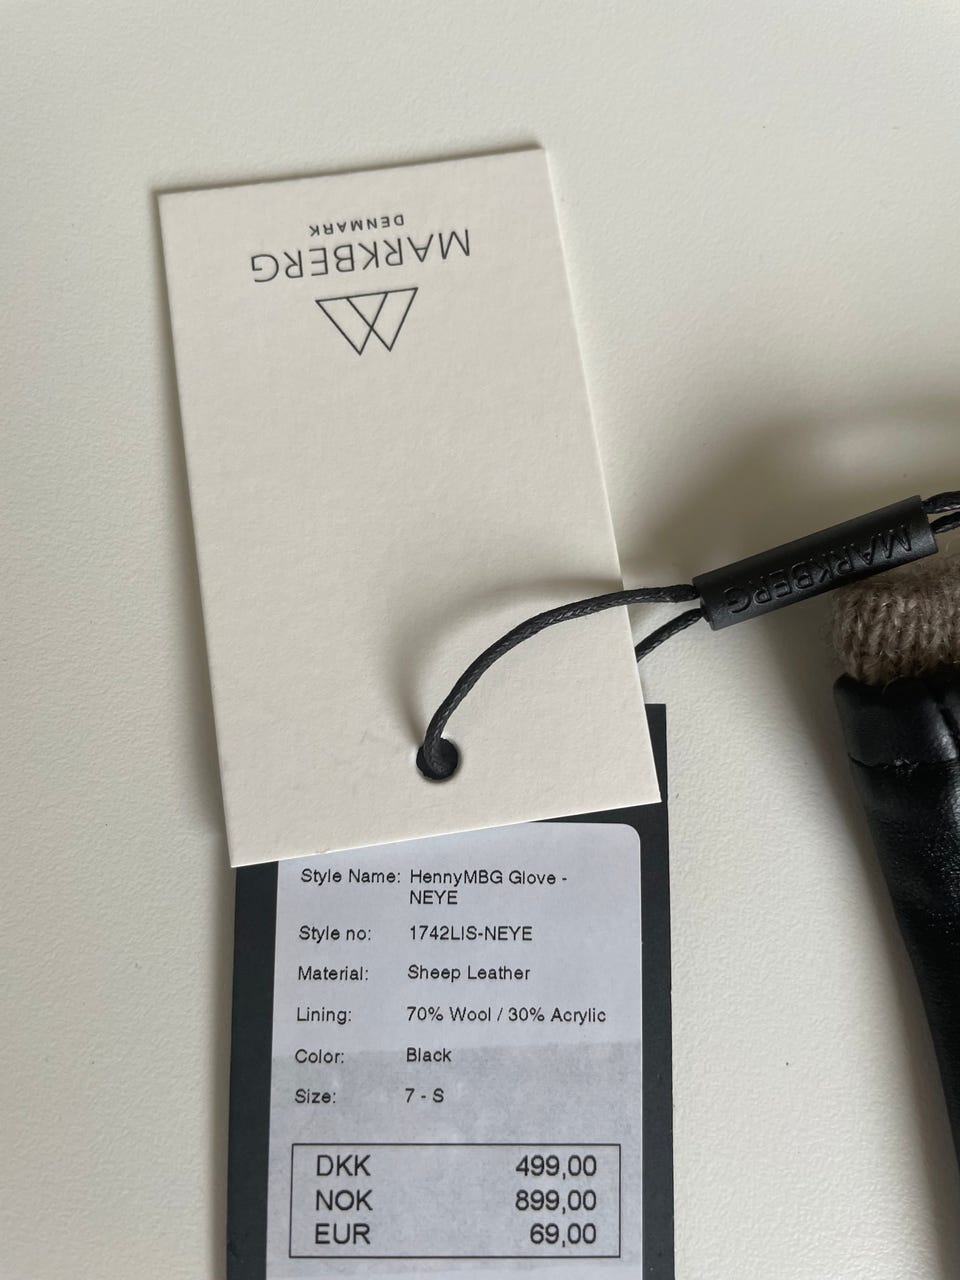 MARKBERG
DENMARK
MARKBERG
Style Name: HennyMBG Glove -
NEYE
Style no: 1742LIS-NEYE
Material: Sheep Leather
Lining: 70% Wool / 30% Acrylic
Color: Black
Size: 7 - S
DKK 499,00
NOK 899,00
EUR 69,00